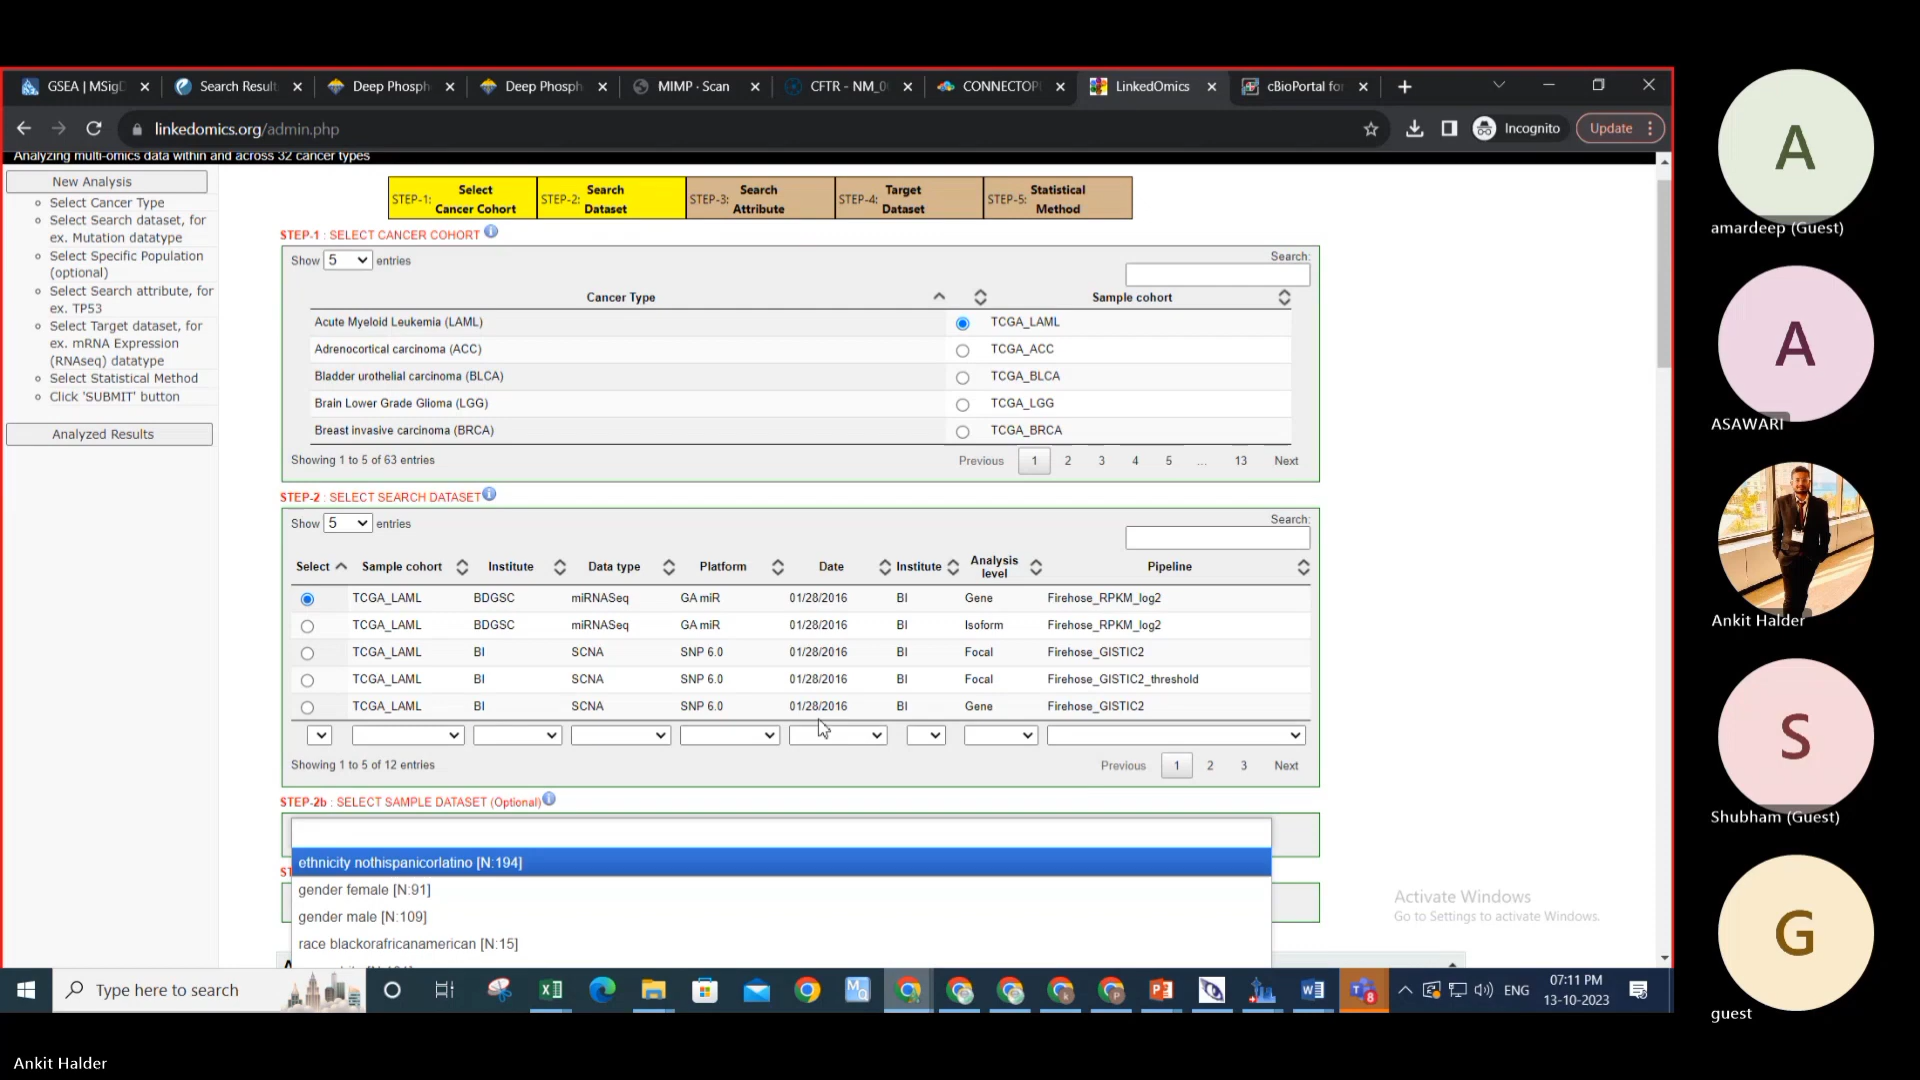 GSEA | MSigD
Search Result
Deep Phosph
Deep Phosph
MIMP · Scan
CFTR - NM_0
CONNECTOP
LinkedOmics
cBioPortal fo
linkedomics.org/admin.php
Incognito
Update
Analyzing multi-omics data within and across 32 cancer types
New Analysis
Select Cancer Type
Select Search dataset, for
ex. Mutation datatype
Select Specific Population
(optional)
Select Search attribute, for
ex. TP53
Select Target dataset, for
ex. mRNA Expression
(RNAseq) datatype
Select Statistical Method
Click 'SUBMIT' button
Analyzed Results
STEP-1: Select Cancer Cohort
STEP-2: Search Dataset
STEP-3: Search Attribute
STEP-4: Target Dataset
STEP-5: Statistical Method
STEP-1 : SELECT CANCER COHORT
Show 5 entries
Search:
Cancer Type Sample cohort
Acute Myeloid Leukemia (LAML) TCGA_LAML
Adrenocortical carcinoma (ACC) TCGA_ACC
Bladder urothelial carcinoma (BLCA) TCGA_BLCA
Brain Lower Grade Glioma (LGG) TCGA_LGG
Breast invasive carcinoma (BRCA) TCGA_BRCA
Showing 1 to 5 of 63 entries Previous 1 2 3 4 5 ... 13 Next
STEP-2 : SELECT SEARCH DATASET
Show 5 entries
Search:
Select Sample cohort Institute Data type Platform Date Institute Analysis level Pipeline
TCGA_LAML BDGSC miRNASeq GA miR 01/28/2016 BI Gene Firehose_RPKM_log2
TCGA_LAML BDGSC miRNASeq GA miR 01/28/2016 BI Isoform Firehose_RPKM_log2
TCGA_LAML BI SCNA SNP 6.0 01/28/2016 BI Focal Firehose_GISTIC2
TCGA_LAML BI SCNA SNP 6.0 01/28/2016 BI Focal Firehose_GISTIC2_threshold
TCGA_LAML BI SCNA SNP 6.0 01/28/2016 BI Gene Firehose_GISTIC2
Showing 1 to 5 of 12 entries Previous 1 2 3 Next
STEP-2b : SELECT SAMPLE DATASET (Optional)
ethnicity nothispanicorlatino [N:194]
gender female [N:91]
gender male [N:109]
race blackorafricanamerican [N:15]
Activate Windows
Go to Settings to activate Windows.
Type here to search
ENG
07:11 PM
13-10-2023
A
amardeep (Guest)
A
ASAWARI
Ankit Halder
S
Shubham (Guest)
G
guest
Ankit Halder